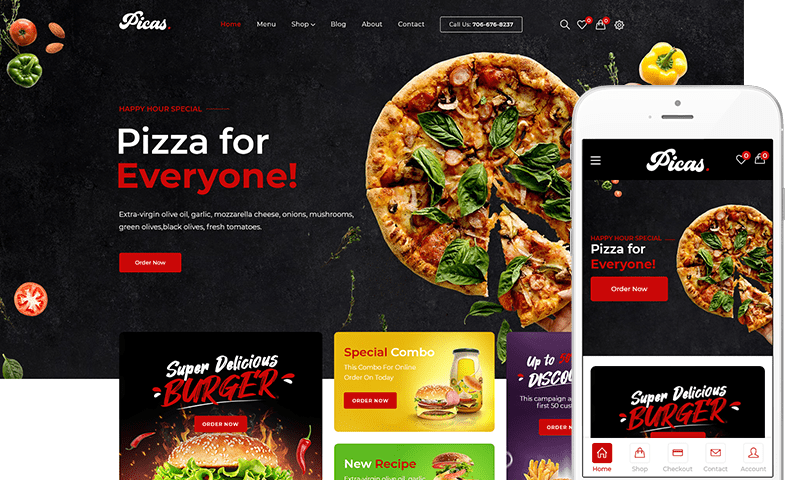 Picas.
Home Menu Shop Blog About Contact Call Us: 706-676-8237 0 0
HAPPY HOUR SPECIAL
Pizza for
Everyone!
Extra-virgin olive oil, garlic, mozzarella cheese, onions, mushrooms,
green olives,black olives, fresh tomatoes.
Order Now
Super Delicious
BURGER
ORDER NOW
Special Combo
This Combo For Online
Order On Today
ORDER NOW
New Recipe
Extra-virgin olive oil, garlic,
Up to
DISCOU
This campaign a
first 50 cust
ORDER NOW
Picas.
0 0
HAPPY HOUR SPECIAL
Pizza for
Everyone!
Order Now
Super Delicious
BURGER
Home Shop Checkout Contact Account